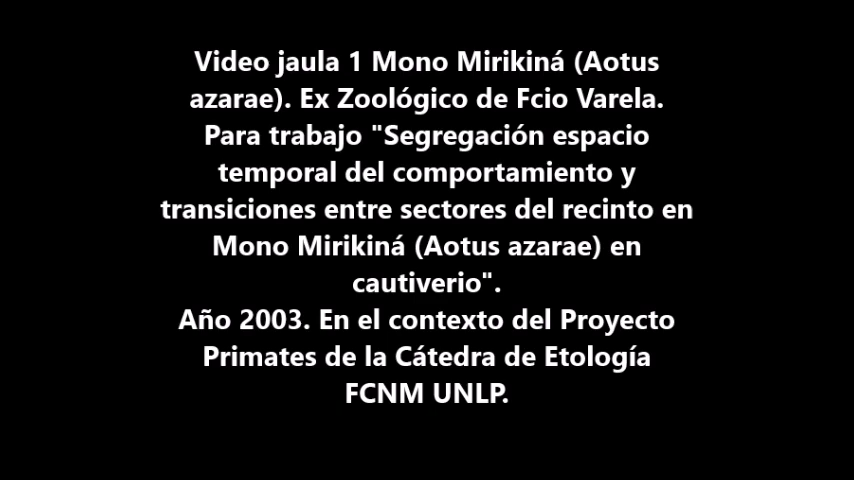 Video jaula 1 Mono Mirikiná (Aotus
azarae). Ex Zoológico de Fcio Varela.
Para trabajo "Segregación espacio
temporal del comportamiento y
transiciones entre sectores del recinto en
Mono Mirikiná (Aotus azarae) en
cautiverio".
Año 2003. En el contexto del Proyecto
Primates de la Cátedra de Etología
FCNM UNLP.